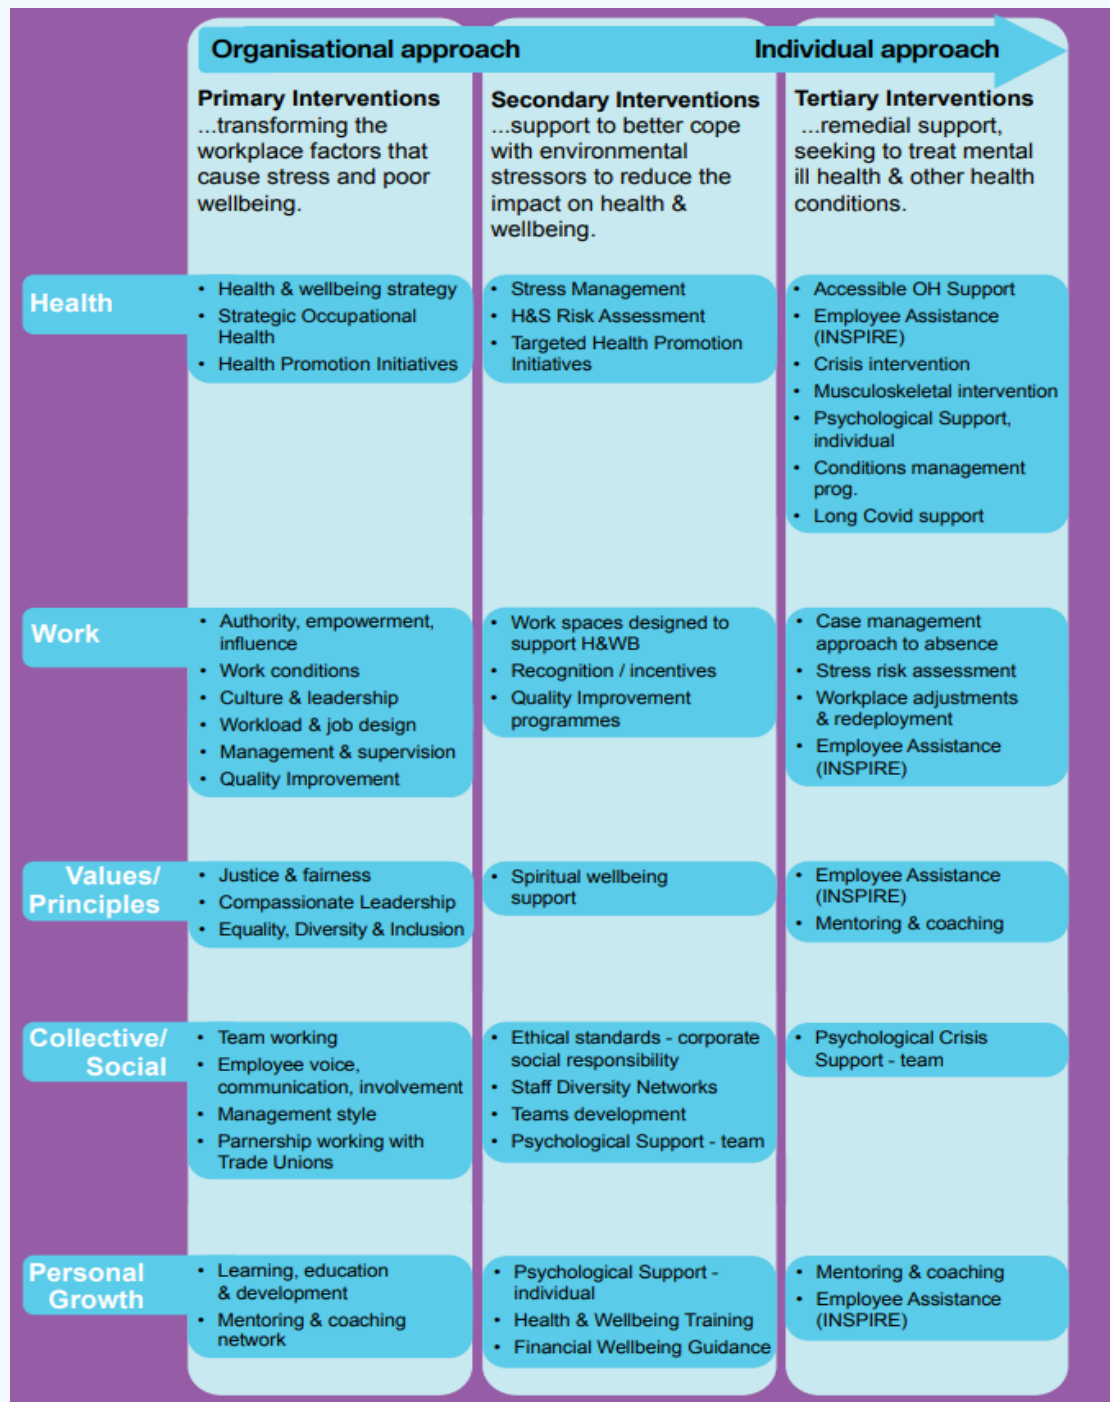 Organisational approach
Individual approach
Primary Interventions
...transforming the
workplace factors that
cause stress and poor
wellbeing.
Secondary Interventions
...support to better cope
with environmental
stressors to reduce the
impact on health &
wellbeing.
Tertiary Interventions
...remedial support,
seeking to treat mental
ill health & other health
conditions.
Health
• Health & wellbeing strategy
• Strategic Occupational
Health
• Health Promotion Initiatives
• Stress Management
• H&S Risk Assessment
• Targeted Health Promotion
Initiatives
• Accessible OH Support
• Employee Assistance
(INSPIRE)
• Crisis intervention
• Musculoskeletal intervention
• Psychological Support,
individual
• Conditions management
prog.
• Long Covid support
Work
• Authority, empowerment,
influence
• Work conditions
• Culture & leadership
• Workload & job design
• Management & supervision
• Quality Improvement
• Work spaces designed to
support H&WB
• Recognition / incentives
• Quality Improvement
programmes
• Case management
approach to absence
• Stress risk assessment
• Workplace adjustments
& redeployment
• Employee Assistance
(INSPIRE)
Values/
Principles
• Justice & fairness
• Compassionate Leadership
• Equality, Diversity & Inclusion
• Spiritual wellbeing
support
• Employee Assistance
(INSPIRE)
• Mentoring & coaching
Collective/
Social
• Team working
• Employee voice,
communication, involvement
• Management style
• Parnership working with
Trade Unions
• Ethical standards - corporate
social responsibility
• Staff Diversity Networks
• Teams development
• Psychological Support - team
• Psychological Crisis
Support - team
Personal
Growth
• Learning, education
& development
• Mentoring & coaching
network
• Psychological Support -
individual
• Health & Wellbeing Training
• Financial Wellbeing Guidance
• Mentoring & coaching
• Employee Assistance
(INSPIRE)